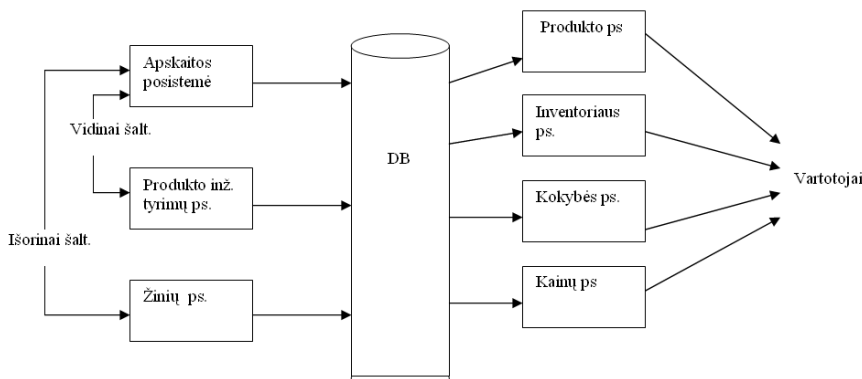 Apskaitos
posistemė
Vidinai šalt.
Produkto inž.
tyrimų ps.
Išorinai šalt.
Žinių ps.
DB
Produkto ps
Inventoriaus
ps.
Kokybės ps.
Kainų ps
Vartotojai